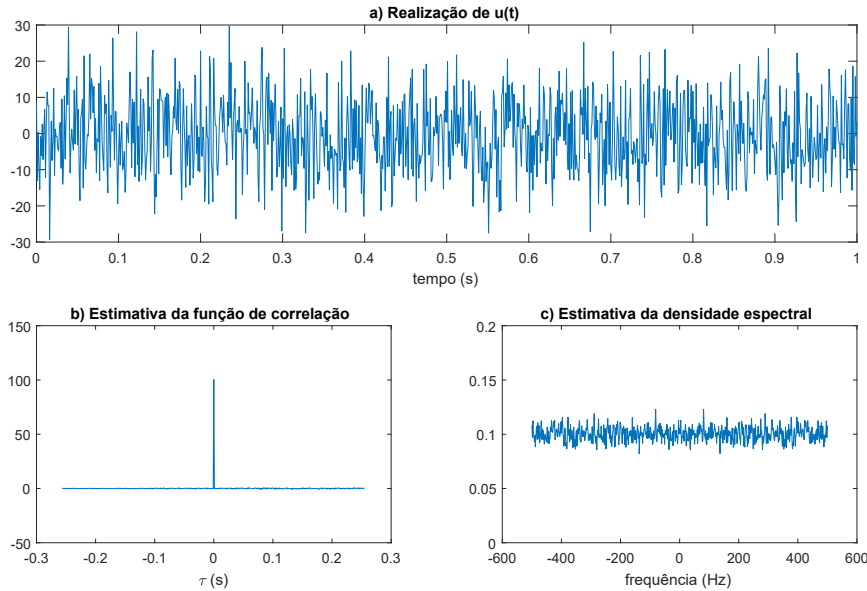 a) Realização de u(t)
30
20
10
0
-10
-20
-30
0 0.1 0.2 0.3 0.4 0.5 0.6 0.7 0.8 0.9 1
tempo (s)
b) Estimativa da função de correlação
150
100
50
0
-50
-0.3 -0.2 -0.1 0 0.1 0.2 0.3
τ (s)
c) Estimativa da densidade espectral
0.2
0.15
0.1
0.05
0
-600 -400 -200 0 200 400 600
frequência (Hz)